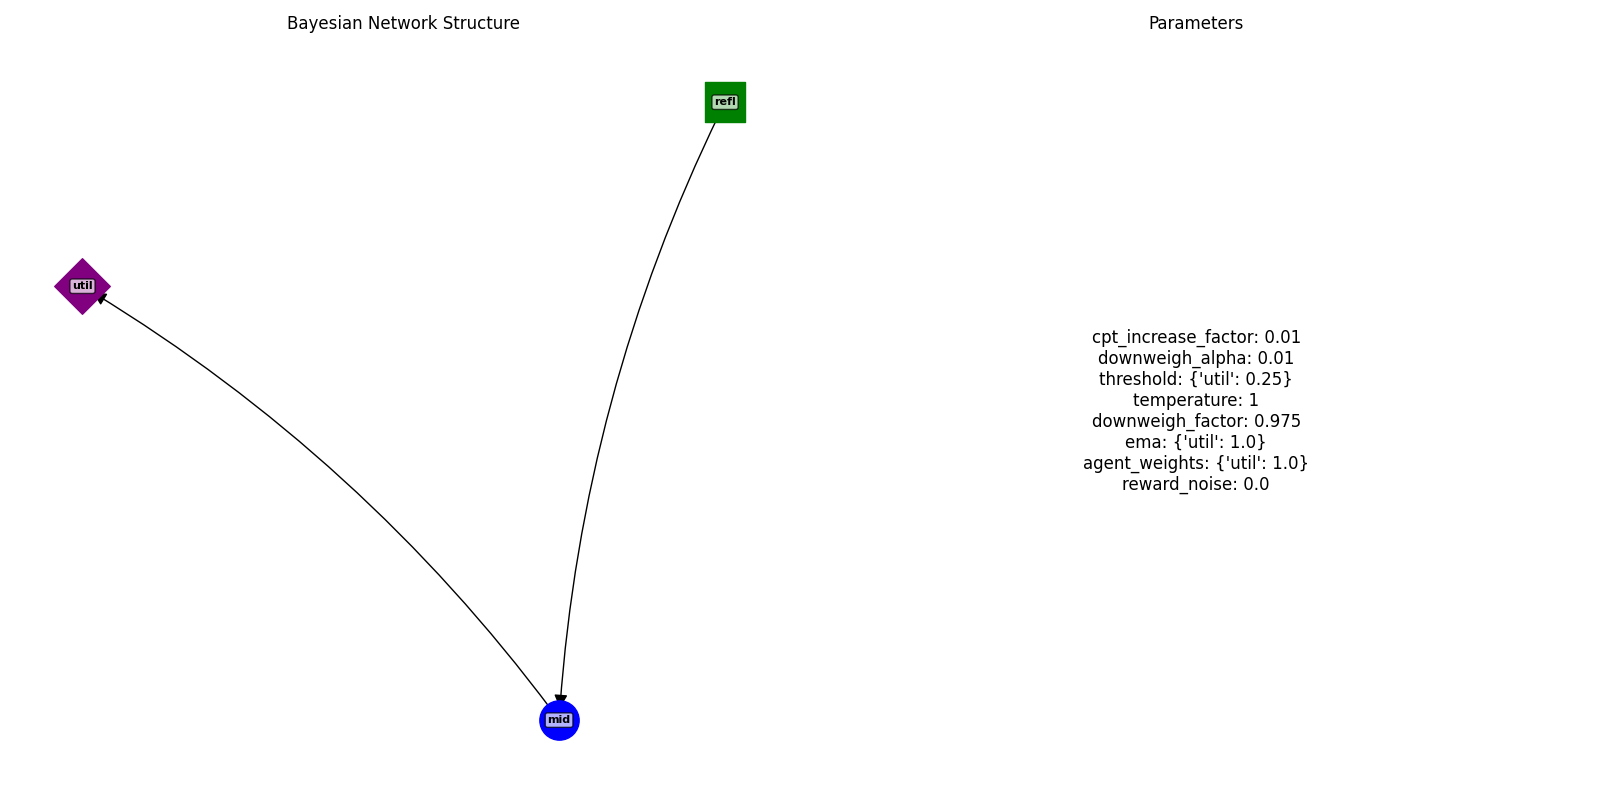 Bayesian Network Structure
Parameters
refl
util
mid
cpt_increase_factor: 0.01
downweigh_alpha: 0.01
threshold: {'util': 0.25}
temperature: 1
downweigh_factor: 0.975
ema: {'util': 1.0}
agent_weights: {'util': 1.0}
reward_noise: 0.0